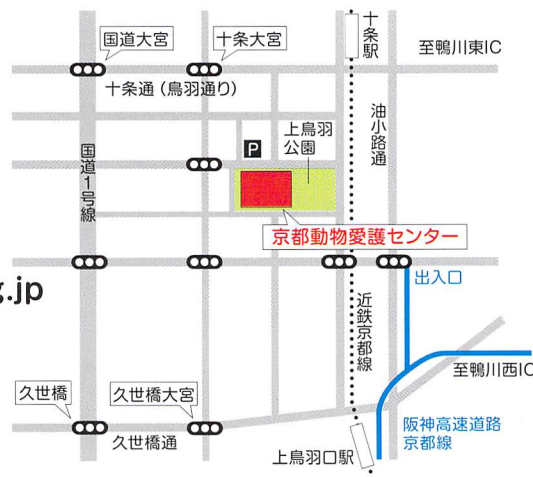 国道大宮
十条大宮
十条駅
至鴨川東IC
十条通（鳥羽通り）
油小路通
上鳥羽
公園
P
国道1号線
京都動物愛護センター
g.jp
出入口
近鉄京都線
至鴨川西IC
久世橋
久世橋大宮
阪神高速道路
京都線
久世橋通
上鳥羽口駅